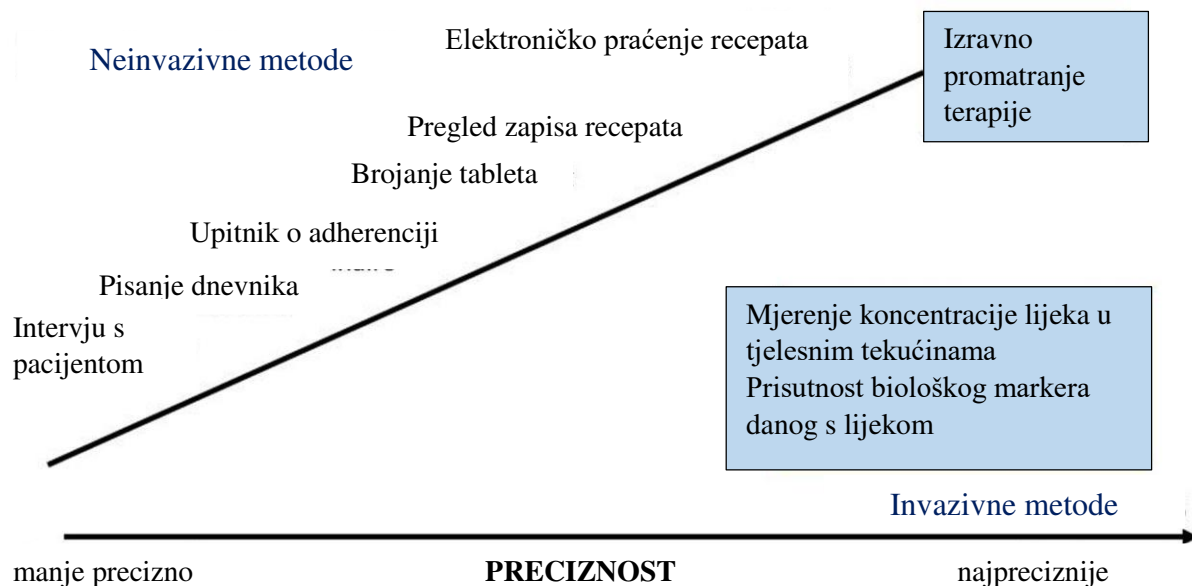 Neinvazivne metode
Elektroničko praćenje recepata
Izravno
promatranje
terapije
Pregled zapisa recepata
Brojanje tableta
Upitnik o adherenciji
Pisanje dnevnika
Intervju s
pacijentom
Mjerenje koncentracije lijeka u
tjelesnim tekućinama
Prisutnost biološkog markera
danog s lijekom
Invazivne metode
manje precizno
PRECIZNOST
najpreciznije